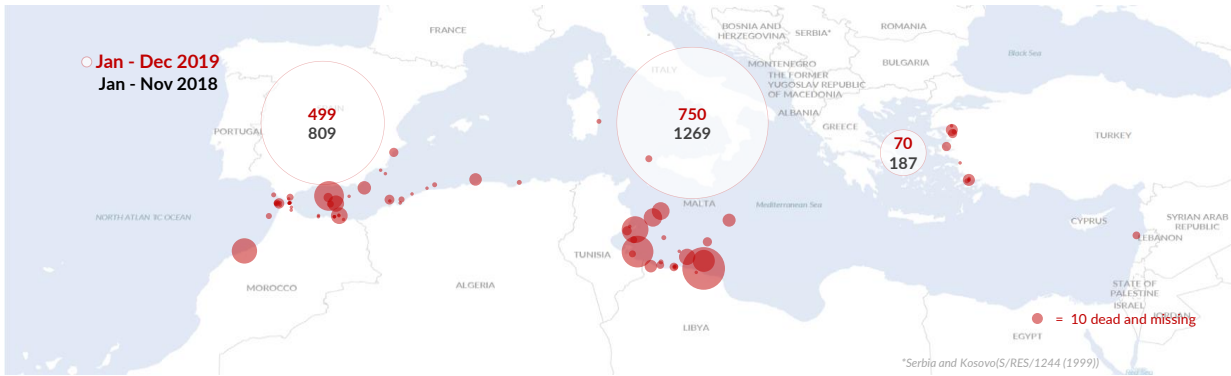 FRANCE
BOSNIA AND
HERZEGOVINA
SERBIA*
ROMANIA
Black Sea
Jan - Dec 2019
Jan - Nov 2018
ITALY
MONTENEGRO
BULGARIA
THE FORMER
YUGOSLAV REPUBLIC
OF MACEDONIA
499
809
750
1269
ALBANIA
PORTUGAL
GREECE
TURKEY
70
187
NORTH ATLAN TIC OCEAN
MALTA
Mediterranean Sea
CYPRUS
SYRIAN ARAB
REPUBLIC
LEBANON
TUNISIA
MOROCCO
ALGERIA
STATE OF
PALESTINE
ISRAEL
= 10 dead and missing
LIBYA
EGYPT
*Serbia and Kosovo(S/RES/1244 (1999))